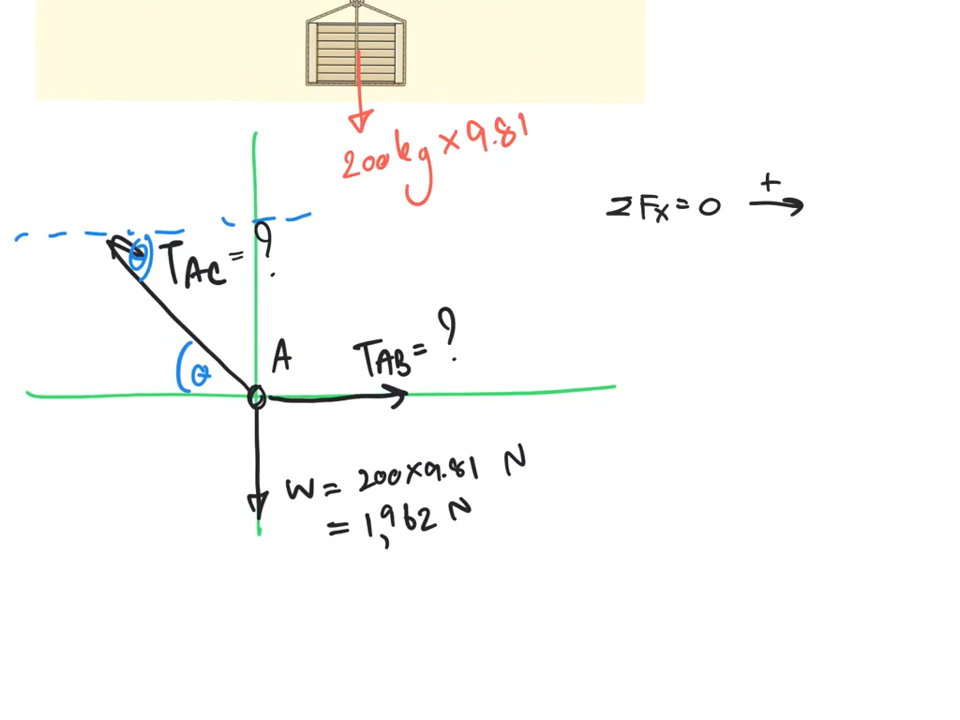 200kg × 9.81
ΣFx = 0 +→
θ
TAC = ?
A
TAB = ?
θ
W = 200×9.81 N
= 1,962 N